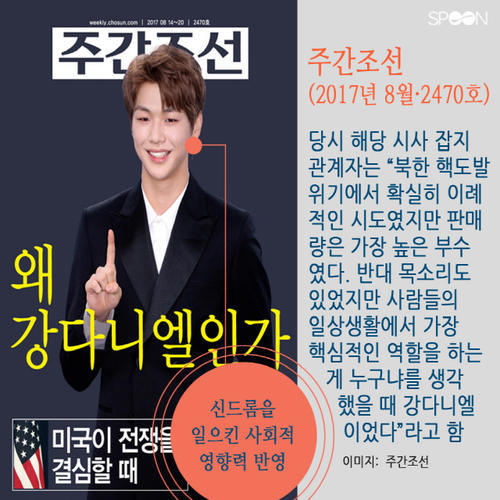 weekly.chosun.com | 2017 08 14~20 | 2470호
주간조선
왜
강다니엘인가
미국이 전쟁을
결심할 때
신드롬을
일으킨 사회적
영향력 반영
SPOON
주간조선
(2017년 8월·2470호)
당시 해당 시사 잡지
관계자는 “북한 핵도발
위기에서 확실히 이례
적인 시도였지만 판매
량은 가장 높은 부수
였다. 반대 목소리도
있었지만 사람들의
일상생활에서 가장
핵심적인 역할을 하는
게 누구냐를 생각
했을 때 강다니엘
이었다”라고 함
이미지: 주간조선